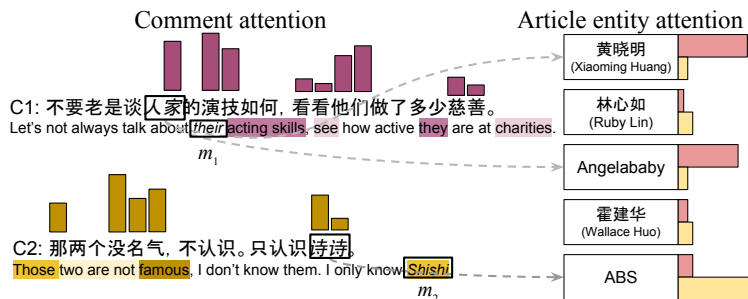 Comment attention
Article entity attention
黄晓明
(Xiaoming Huang)
C1: 不要老是谈人家的演技如何, 看看他们做了多少慈善。
Let's not always talk about their acting skills, see how active they are at charities.
m1
林心如
(Ruby Lin)
Angelababy
霍建华
(Wallace Huo)
C2: 那两个没名气, 不认识。只认识诗诗。
Those two are not famous, I don't know them. I only know Shishi
m2
ABS